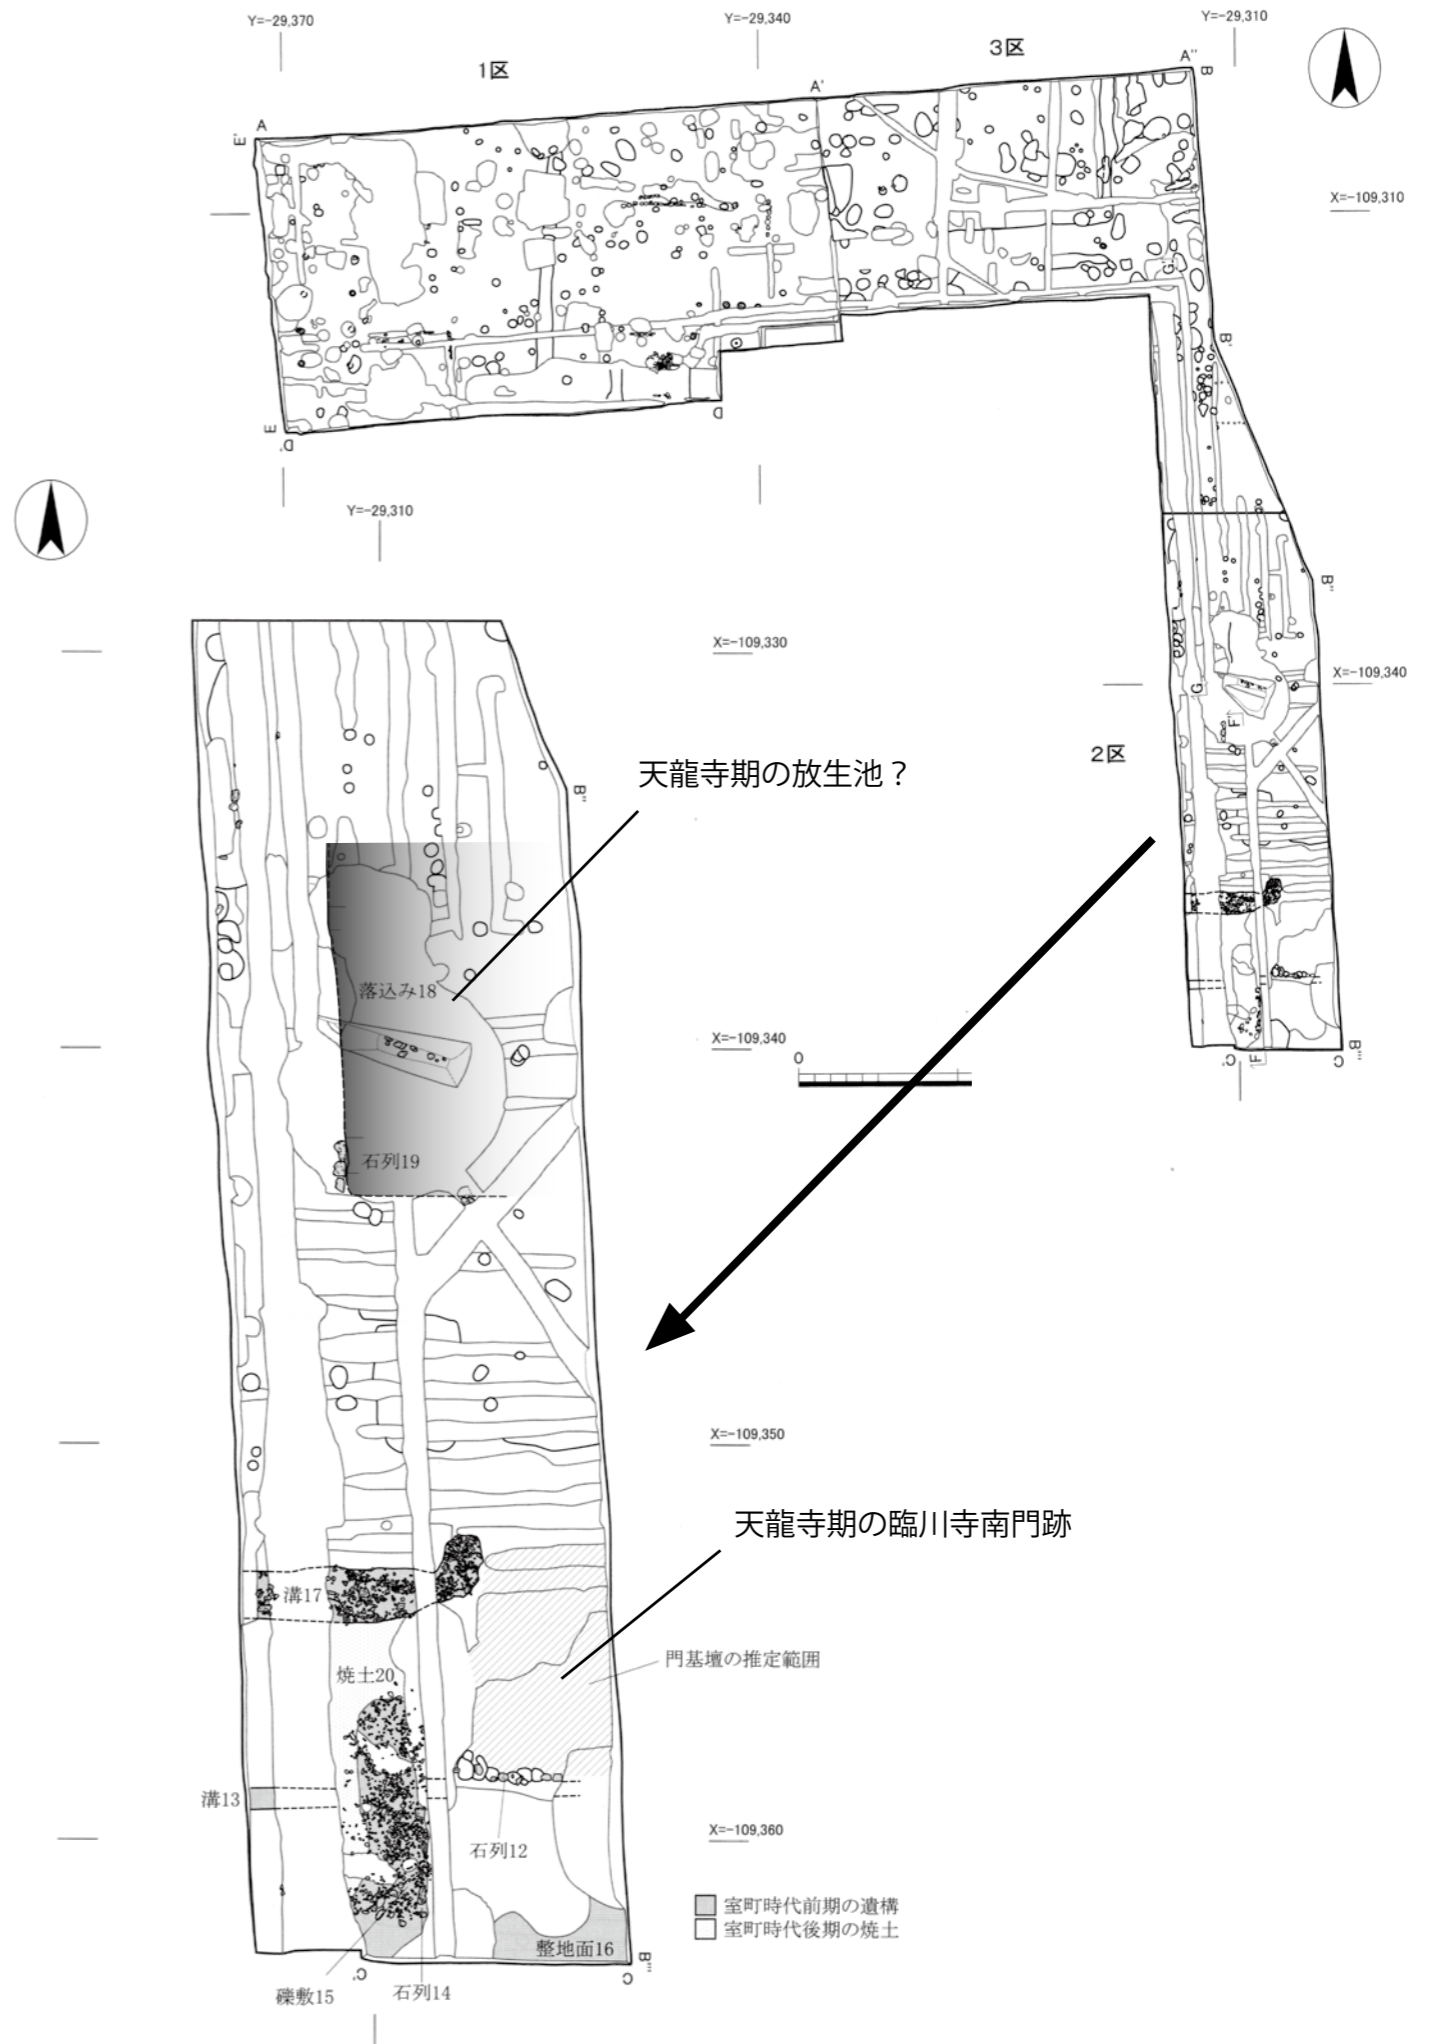 Y=-29,370
Y=-29,340
Y=-29,310
1区
3区
A
A'
A''
B
E'
X=-109,310
G'
B'
D
E
D'
Y=-29,310
B''
X=-109,330
X=-109,340
G
F'
2区
天龍寺期の放生池？
B''
落込み18
X=-109,340
0
B'''
C'
F
C
石列19
X=-109,350
天龍寺期の臨川寺南門跡
溝17
門基壇の推定範囲
焼土20
溝13
石列12
X=-109,360
室町時代前期の遺構
室町時代後期の焼土
整地面16
B'''
C'
C
礫敷15
石列14